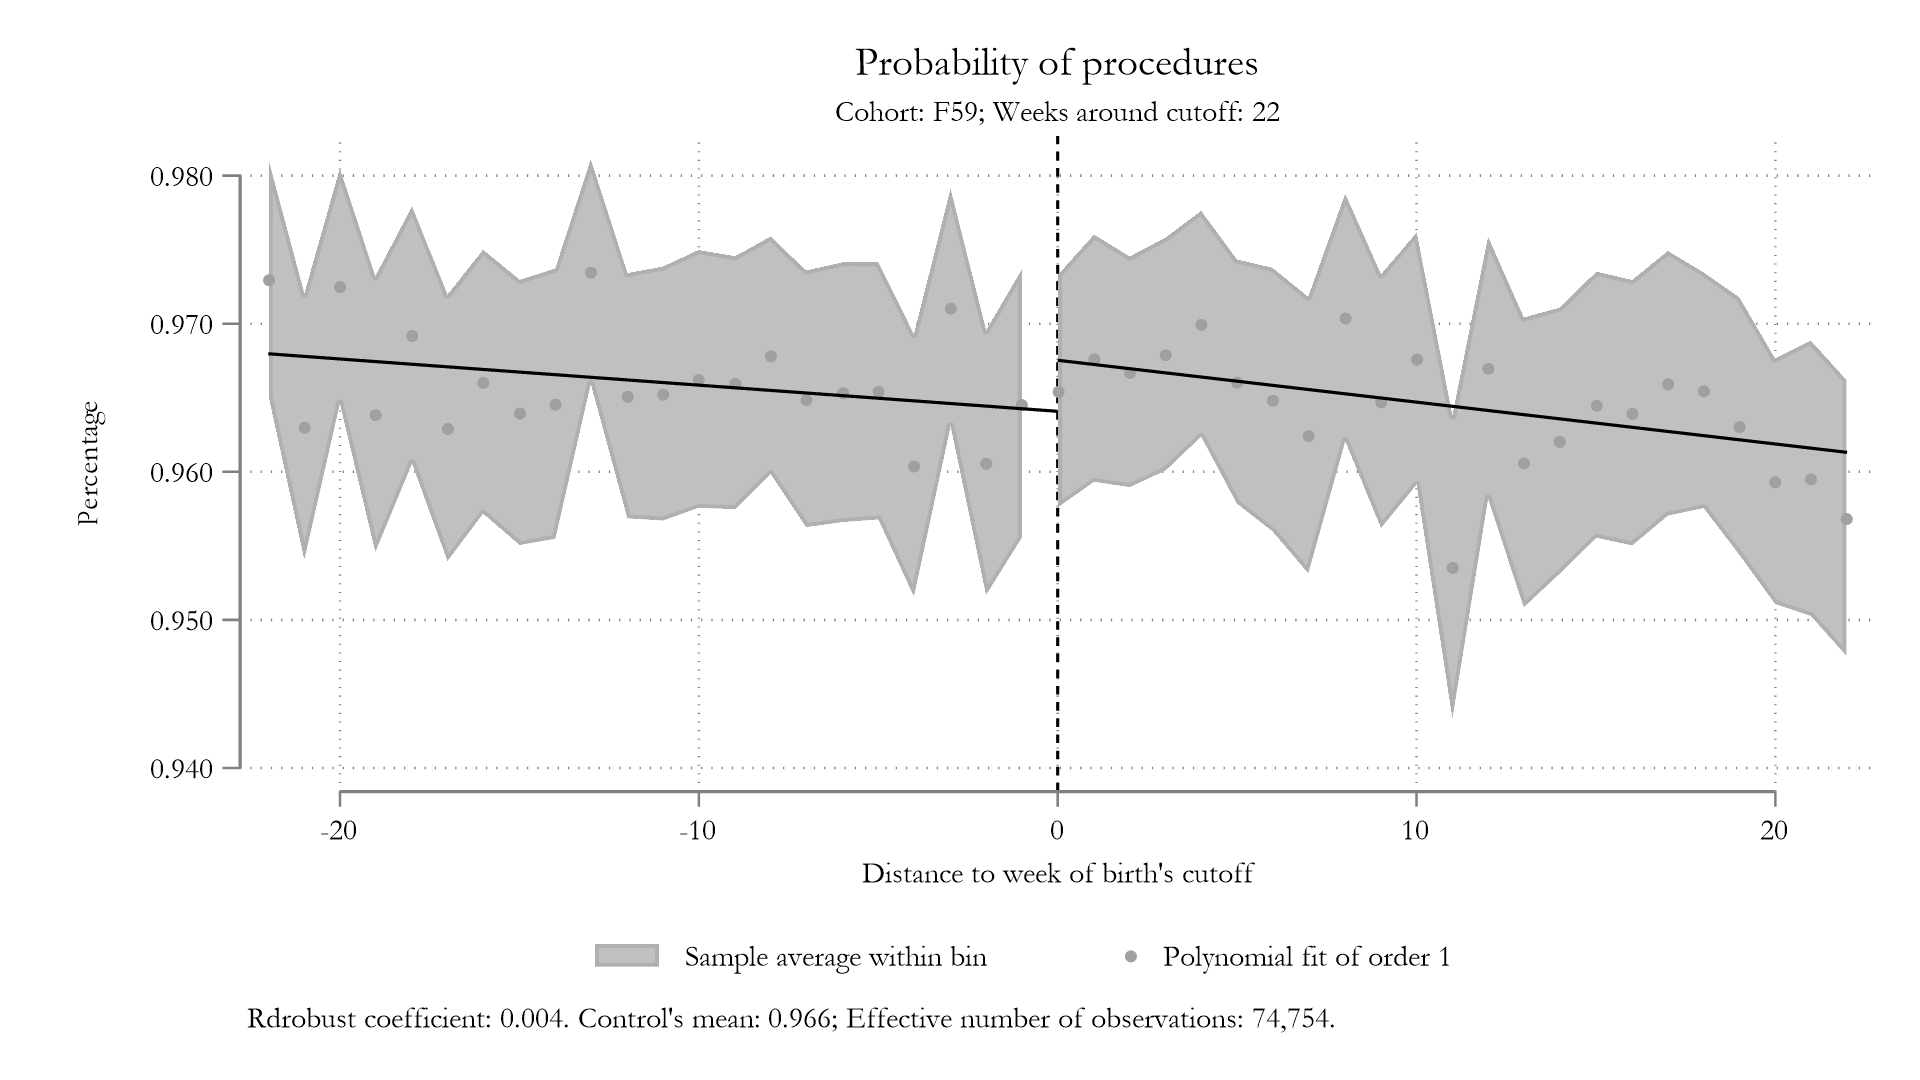 Probability of procedures
Cohort: F59; Weeks around cutoff: 22
0.980
0.970
0.960
0.950
0.940
Percentage
-20 -10 0 10 20
Distance to week of birth's cutoff
Sample average within bin Polynomial fit of order 1
Rdrobust coefficient: 0.004. Control's mean: 0.966; Effective number of observations: 74,754.